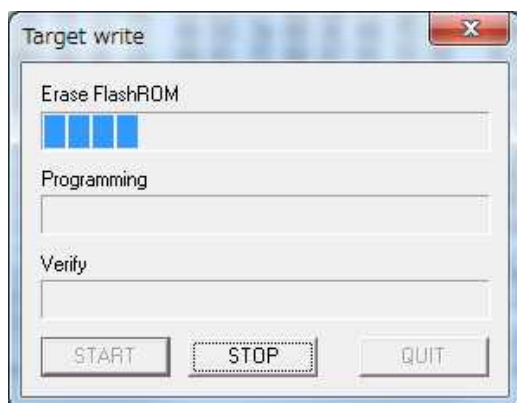 Target write
Erase FlashROM
Programming
Verify
START STOP QUIT